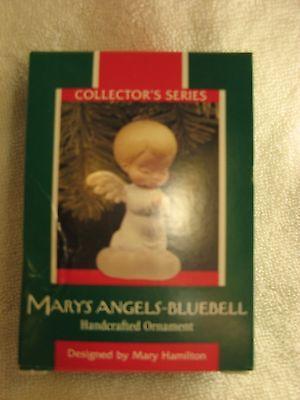 COLLECTOR'S SERIES
MARY'S ANGELS-BLUEBELL
Handcrafted Ornament
Designed by Mary Hamilton